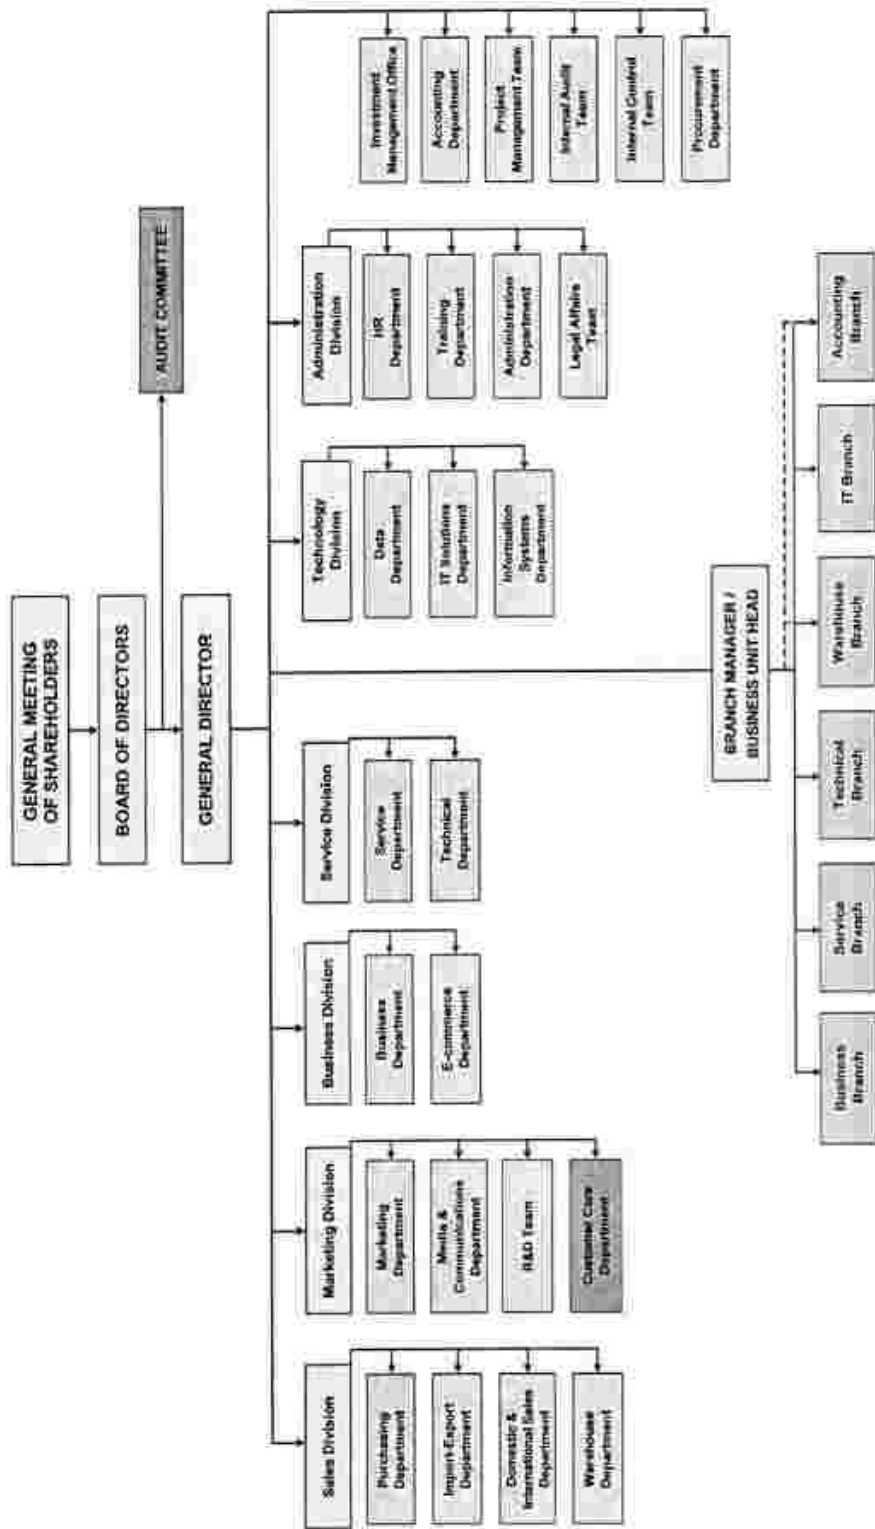 GENERAL MEETING
OF SHAREHOLDERS
BOARD OF DIRECTORS
AUDIT COMMITTEE
GENERAL DIRECTOR
Sales Division
Purchasing
Department
Import-Export
Department
Domestic &
International Sales
Department
Warehouse
Department
Marketing Division
Marketing
Department
Media &
Communications
Department
R&D Team
Customer Care
Department
Business Division
Business
Department
E-commerce
Department
Service Division
Service
Department
Technical
Department
Technology
Division
Data
Department
IT Solutions
Department
Information
Systems
Department
Administration
Division
HR
Department
Training
Department
Administration
Department
Legal Affairs
Team
Investment
Management Office
Accounting
Department
Project
Management Team
Internal Audit
Team
Internal Control
Team
Procurement
Department
BRANCH MANAGER /
BUSINESS UNIT HEAD
Business
Branch
Service
Branch
Technical
Branch
Warehouse
Branch
IT Branch
Accounting
Branch